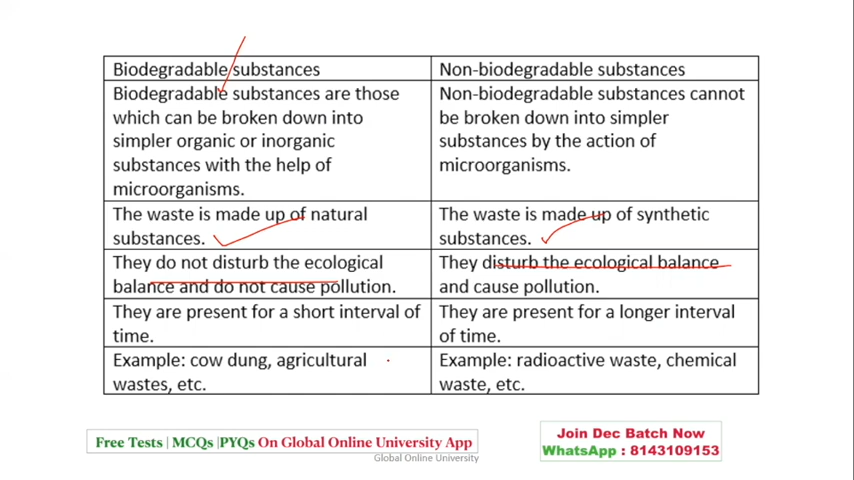 Biodegradable substances
Non-biodegradable substances
Biodegradable substances are those
which can be broken down into
simpler organic or inorganic
substances with the help of
microorganisms.
Non-biodegradable substances cannot
be broken down into simpler
substances by the action of
microorganisms.
The waste is made up of natural
substances.
The waste is made up of synthetic
substances.
They do not disturb the ecological
balance and do not cause pollution.
They disturb the ecological balance
and cause pollution.
They are present for a short interval of
time.
They are present for a longer interval
of time.
Example: cow dung, agricultural
wastes, etc.
Example: radioactive waste, chemical
waste, etc.
Free Tests | MCQs |PYQs On Global Online University App
Global Online University
Join Dec Batch Now
WhatsApp : 8143109153